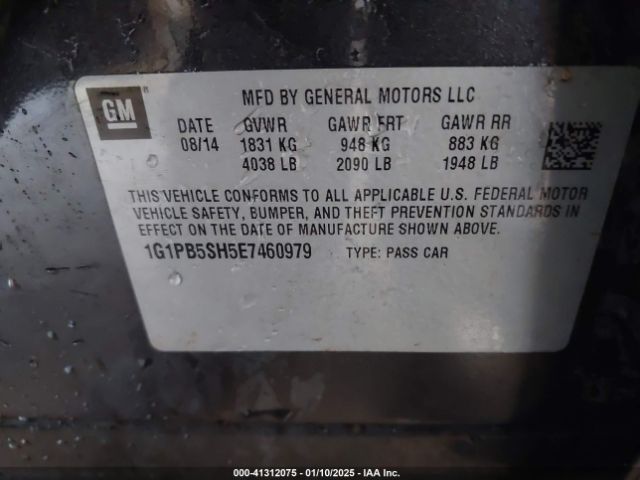 GM ®
MFD BY GENERAL MOTORS LLC
DATE GVWR GAWR FRT GAWR RR
08/14 1831 KG 948 KG 883 KG
4038 LB 2090 LB 1948 LB
THIS VEHICLE CONFORMS TO ALL APPLICABLE U.S. FEDERAL MOTOR
VEHICLE SAFETY, BUMPER, AND THEFT PREVENTION STANDARDS IN
EFFECT ON THE DATE OF MANUFACTURE SHOWN ABOVE.
1G1PB5SH5E7460979 TYPE: PASS CAR
000-41312075 - 01/10/2025 - IAA Inc.